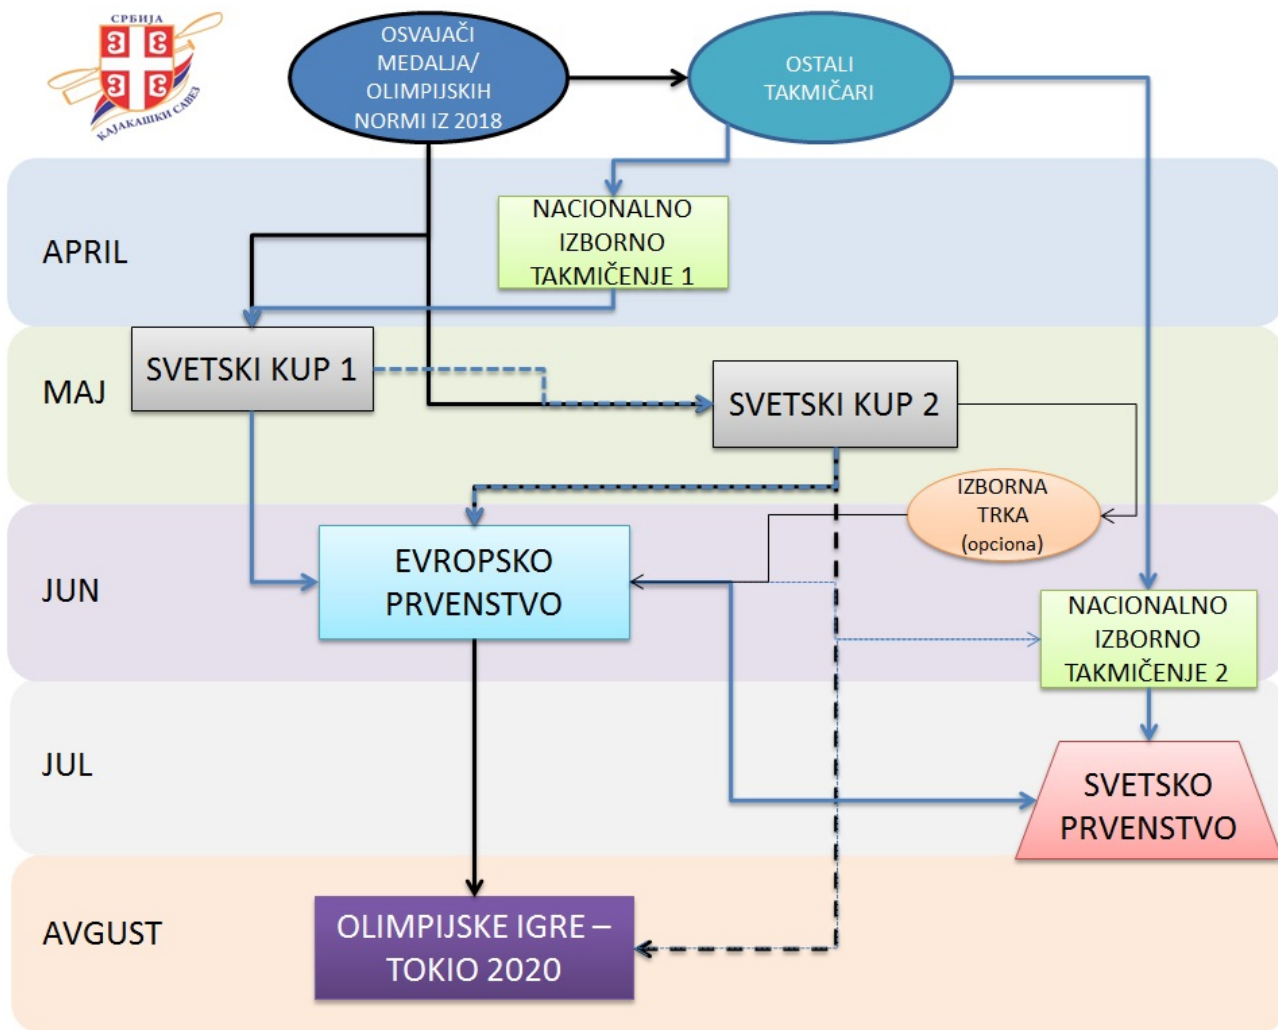 СРБИЈА
КАЈАКАШКИ САВЕЗ
OSVAJAČI
MEDALJA/
OLIMPIJSKIH
NORMI IZ 2018
OSTALI
TAKMIČARI
APRIL
NACIONALNO
IZBORNO
TAKMIČENJE 1
MAJ
SVETSKI KUP 1
SVETSKI KUP 2
IZBORNA
TRKA
(opciona)
JUN
EVROPSKO
PRVENSTVO
NACIONALNO
IZBORNO
TAKMIČENJE 2
JUL
SVETSKO
PRVENSTVO
AVGUST
OLIMPIJSKE IGRE –
TOKIO 2020